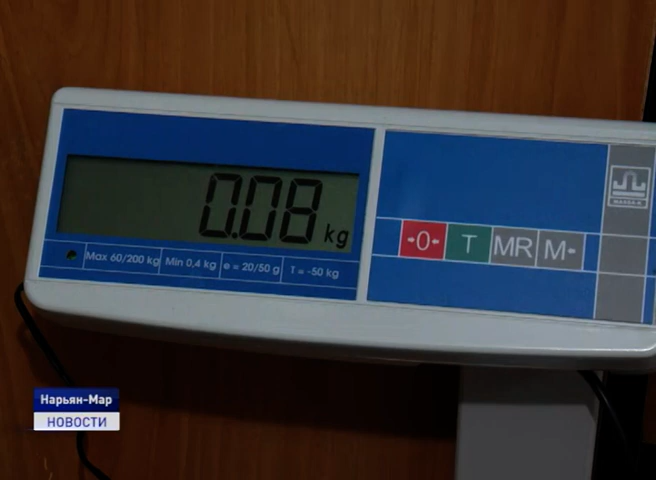 0.08 kg
Max 60/200 kg Min 0,4 kg e = 20/50 g T = -50 kg
→0← T MR M→
МАССА-К
Нарьян-Мар
НОВОСТИ